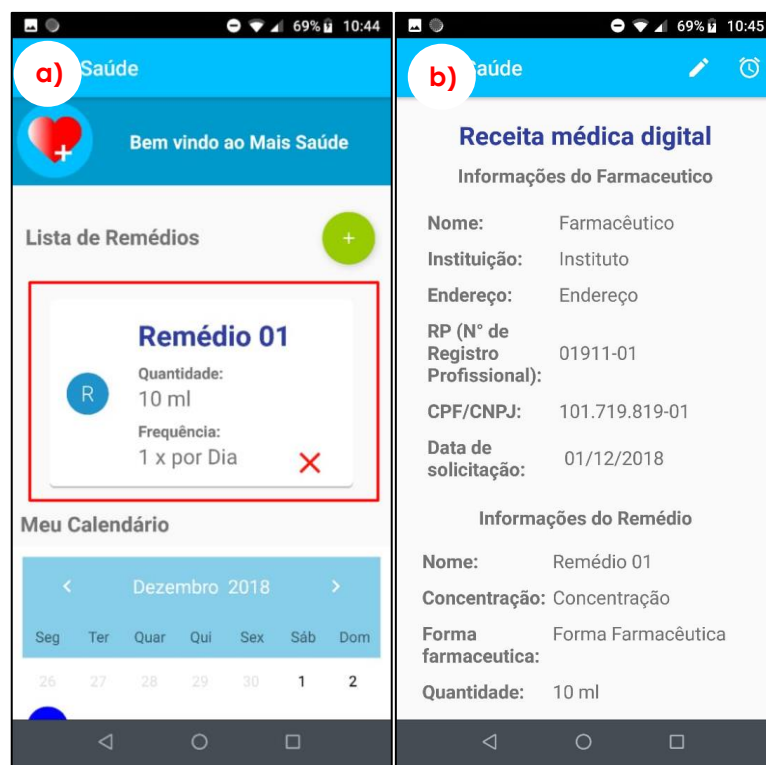 69% 10:44
a) Saúde
Bem vindo ao Mais Saúde
Lista de Remédios
+
Remédio 01
R
Quantidade:
10 ml
Frequência:
1 x por Dia
Meu Calendário
< Dezembro 2018 >
Seg Ter Quar Qui Sex Sáb Dom
26 27 28 29 30 1 2
69% 10:45
b) aúde
Receita médica digital
Informações do Farmaceutico
Nome: Farmacêutico
Instituição: Instituto
Endereço: Endereço
RP (N° de
Registro
Profissional): 01911-01
CPF/CNPJ: 101.719.819-01
Data de
solicitação: 01/12/2018
Informações do Remédio
Nome: Remédio 01
Concentração: Concentração
Forma
farmaceutica: Forma Farmacêutica
Quantidade: 10 ml